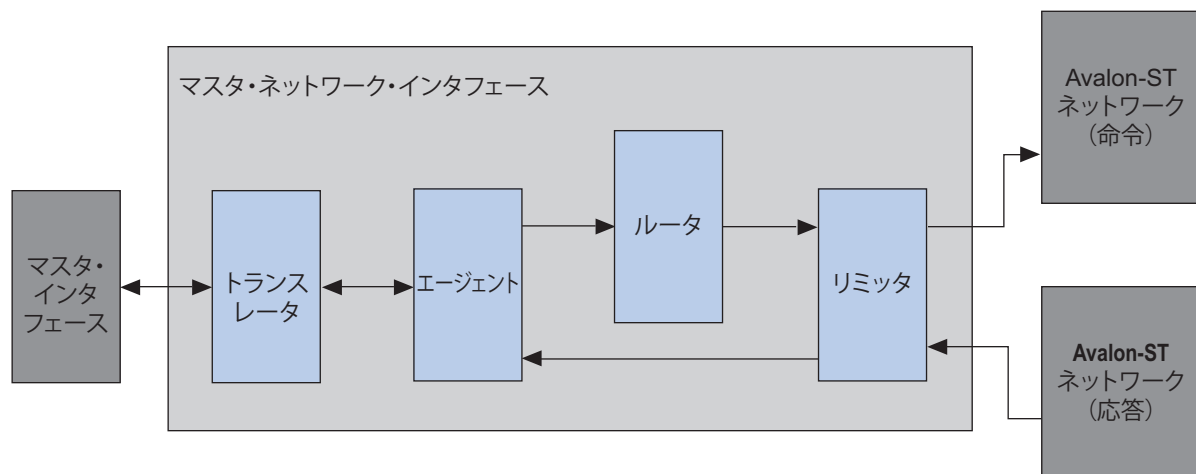 マスタ・ネットワーク・インタフェース
Avalon-ST
ネットワーク
（命令）
マスタ・
インタ
フェース
トランス
レータ
エージェント
ルータ
リミッタ
Avalon-ST
ネットワーク
（応答）